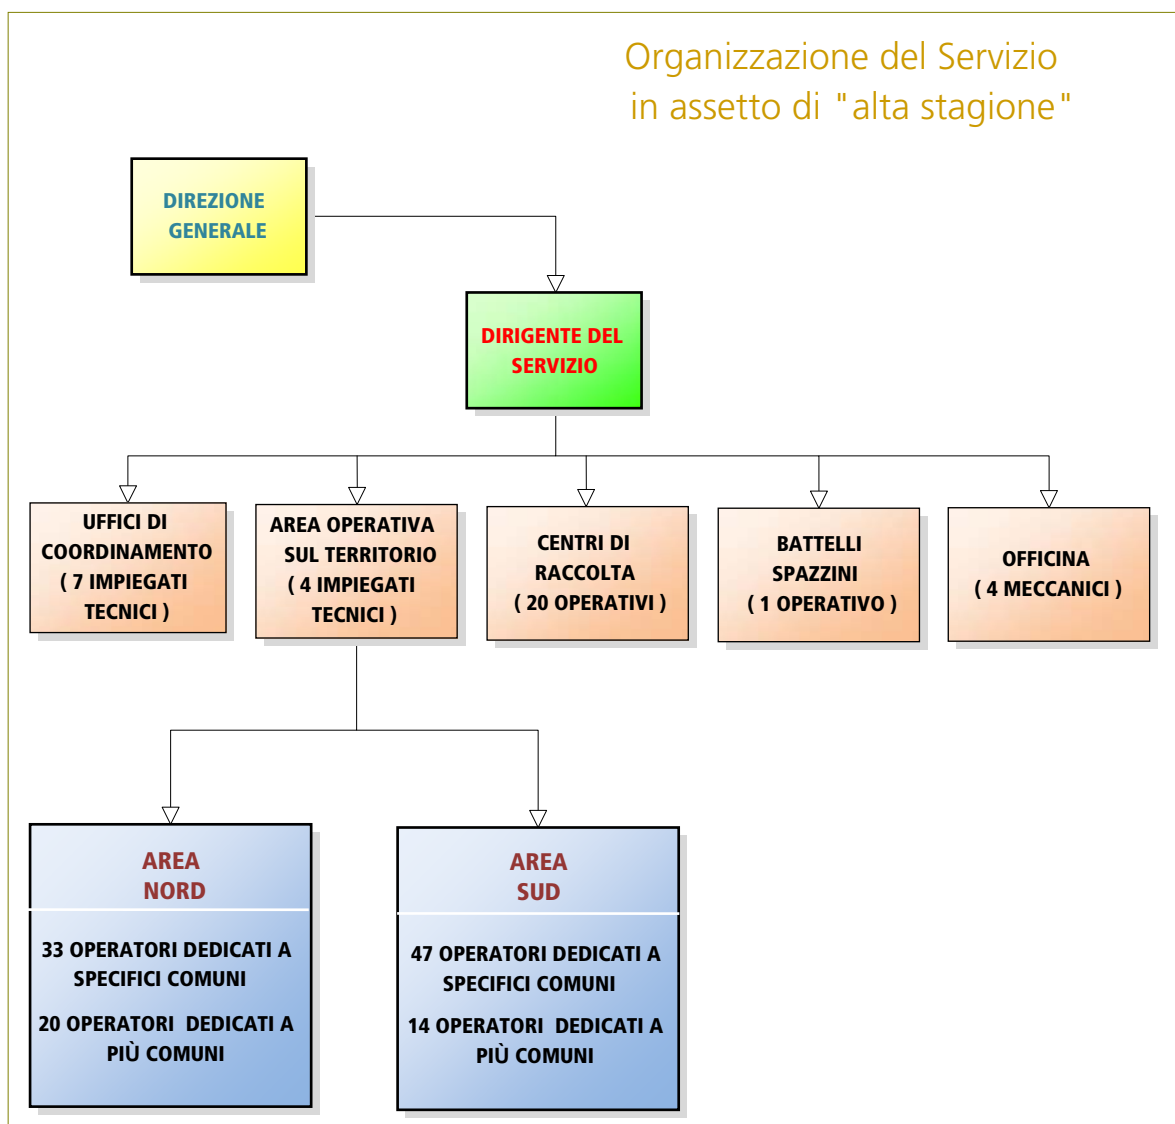 Organizzazione del Servizio
in assetto di "alta stagione"
DIREZIONE
GENERALE
DIRIGENTE DEL
SERVIZIO
UFFICI DI
COORDINAMENTO
( 7 IMPIEGATI
TECNICI )
AREA OPERATIVA
SUL TERRITORIO
( 4 IMPIEGATI
TECNICI )
CENTRI DI
RACCOLTA
( 20 OPERATIVI )
BATTELLI
SPAZZINI
( 1 OPERATIVO )
OFFICINA
( 4 MECCANICI )
AREA
NORD
33 OPERATORI DEDICATI A
SPECIFICI COMUNI
20 OPERATORI DEDICATI A
PIÙ COMUNI
AREA
SUD
47 OPERATORI DEDICATI A
SPECIFICI COMUNI
14 OPERATORI DEDICATI A
PIÙ COMUNI